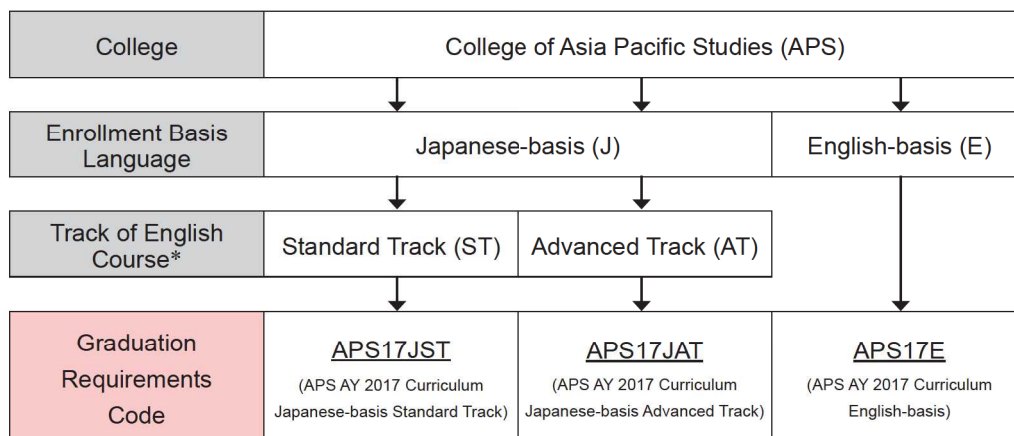 College
College of Asia Pacific Studies (APS)
Enrollment Basis
Language
Japanese-basis (J)
English-basis (E)
Track of English
Course*
Standard Track (ST)
Advanced Track (AT)
Graduation
Requirements
Code
APS17JST
(APS AY 2017 Curriculum
Japanese-basis Standard Track)
APS17JAT
(APS AY 2017 Curriculum
Japanese-basis Advanced Track)
APS17E
(APS AY 2017 Curriculum
English-basis)